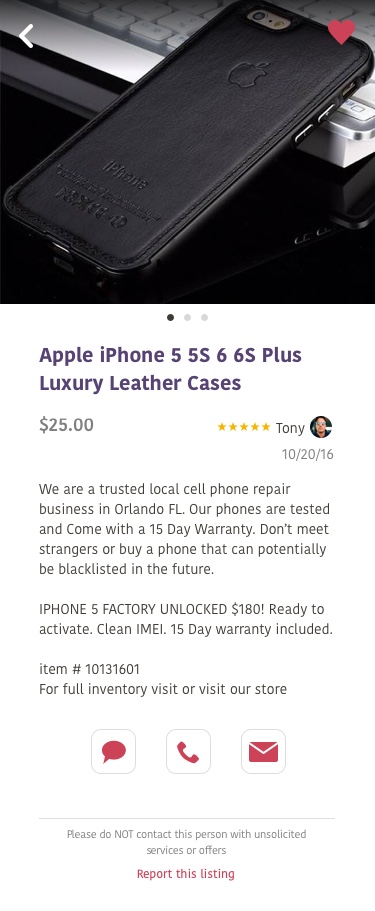 iPhone
Apple iPhone 5 5S 6 6S Plus
Luxury Leather Cases
$25.00
★★★★★ Tony
10/20/16
We are a trusted local cell phone repair
business in Orlando FL. Our phones are tested
and Come with a 15 Day Warranty. Don’t meet
strangers or buy a phone that can potentially
be blacklisted in the future.
IPHONE 5 FACTORY UNLOCKED $180! Ready to
activate. Clean IMEI. 15 Day warranty included.
item # 10131601
For full inventory visit or visit our store
Please do NOT contact this person with unsolicited
services or offers
Report this listing